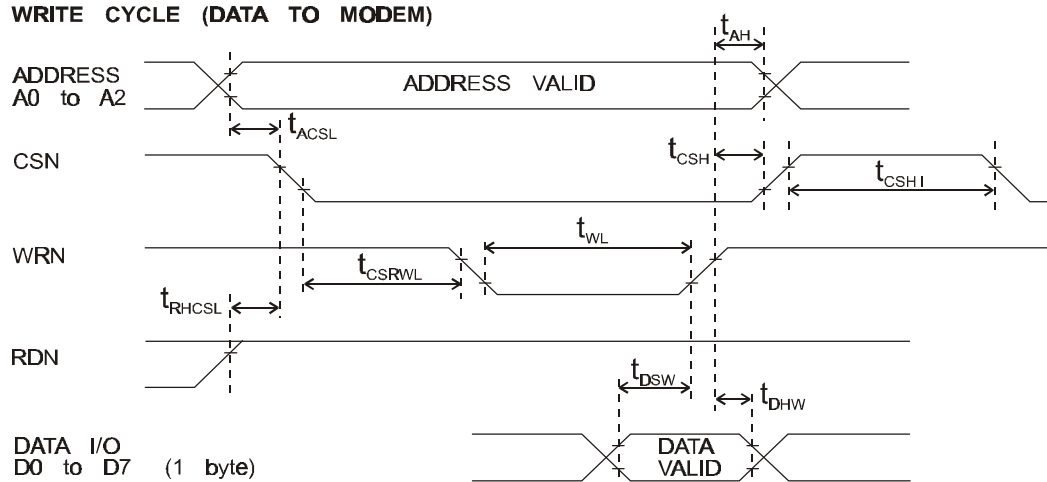 WRITE CYCLE (DATA TO MODEM)
tAH
ADDRESS
A0 to A2
ADDRESS VALID
tACSL
CSN
tCSH
tCSHI
WRN
tWL
tCSRWL
tRHCSL
RDN
tDSW
tDHW
DATA I/O
D0 to D7 (1 byte)
DATA
VALID